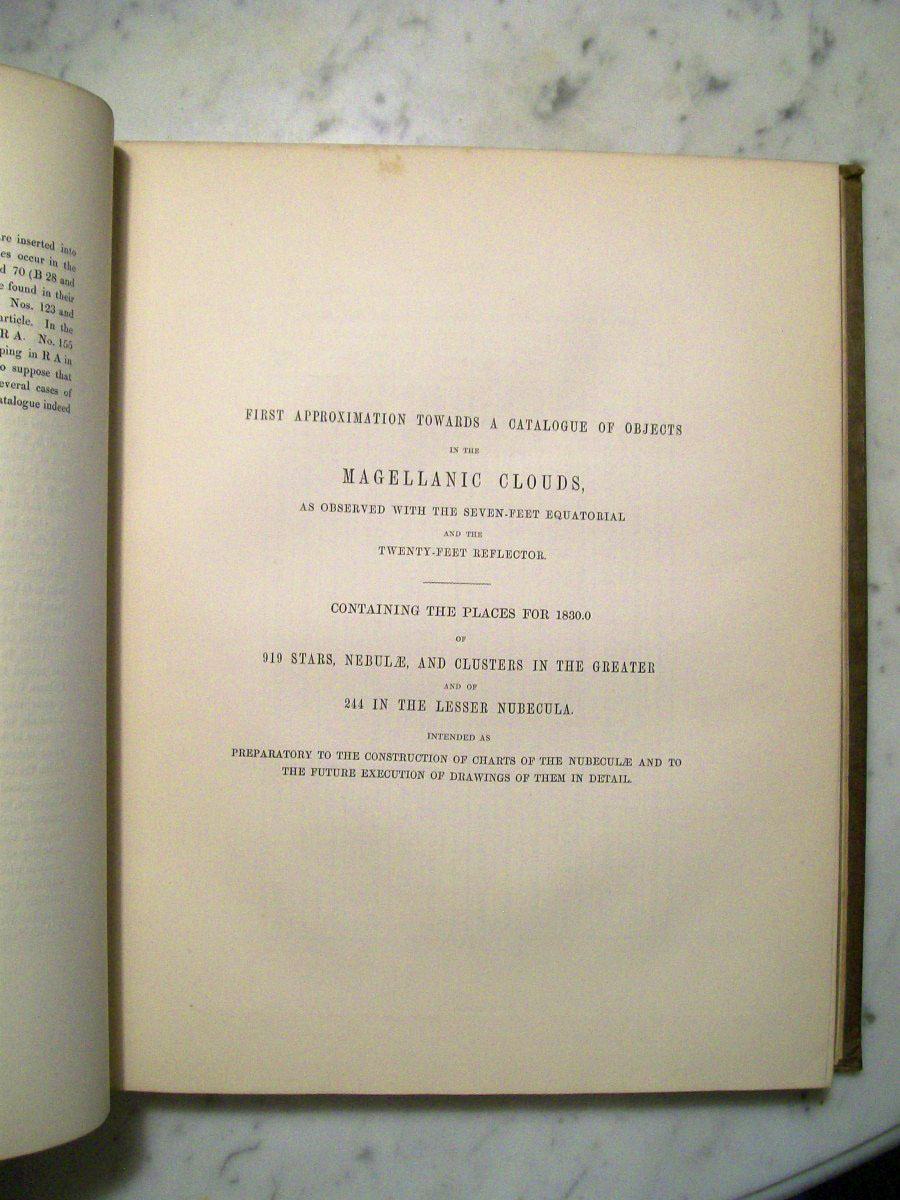 re inserted into
es occur in the
d 70 (B 28 and
e found in their
Nos. 123 and
article. In the
R A. No. 155
ping in R A in
o suppose that
everal cases of
atalogue indeed
FIRST APPROXIMATION TOWARDS A CATALOGUE OF OBJECTS
IN THE
MAGELLANIC CLOUDS,
AS OBSERVED WITH THE SEVEN-FEET EQUATORIAL
AND THE
TWENTY-FEET REFLECTOR.
CONTAINING THE PLACES FOR 1830.0
OF
919 STARS, NEBULÆ, AND CLUSTERS IN THE GREATER
AND OF
244 IN THE LESSER NUBECULA.
INTENDED AS
PREPARATORY TO THE CONSTRUCTION OF CHARTS OF THE NUBECULÆ AND TO
THE FUTURE EXECUTION OF DRAWINGS OF THEM IN DETAIL.